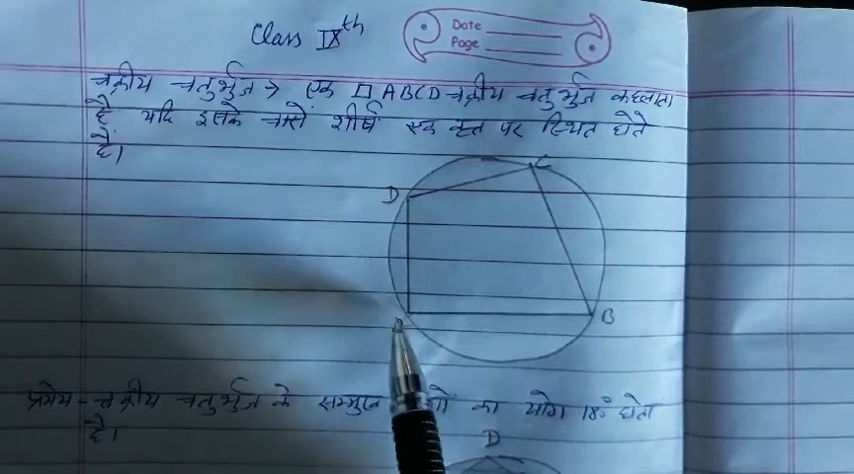 Class IXth
Date
Page
चक्रीय चतुर्भुज → एक □ ABCD चक्रीय चतुर्भुज कहलाता
है यदि इसके चारों शीर्ष एक वृत्त पर स्थित होते
हैं।
C
D
B
प्रमेय - चक्रीय चतुर्भुज के सम्मुख का योग 180 होता
है।
D